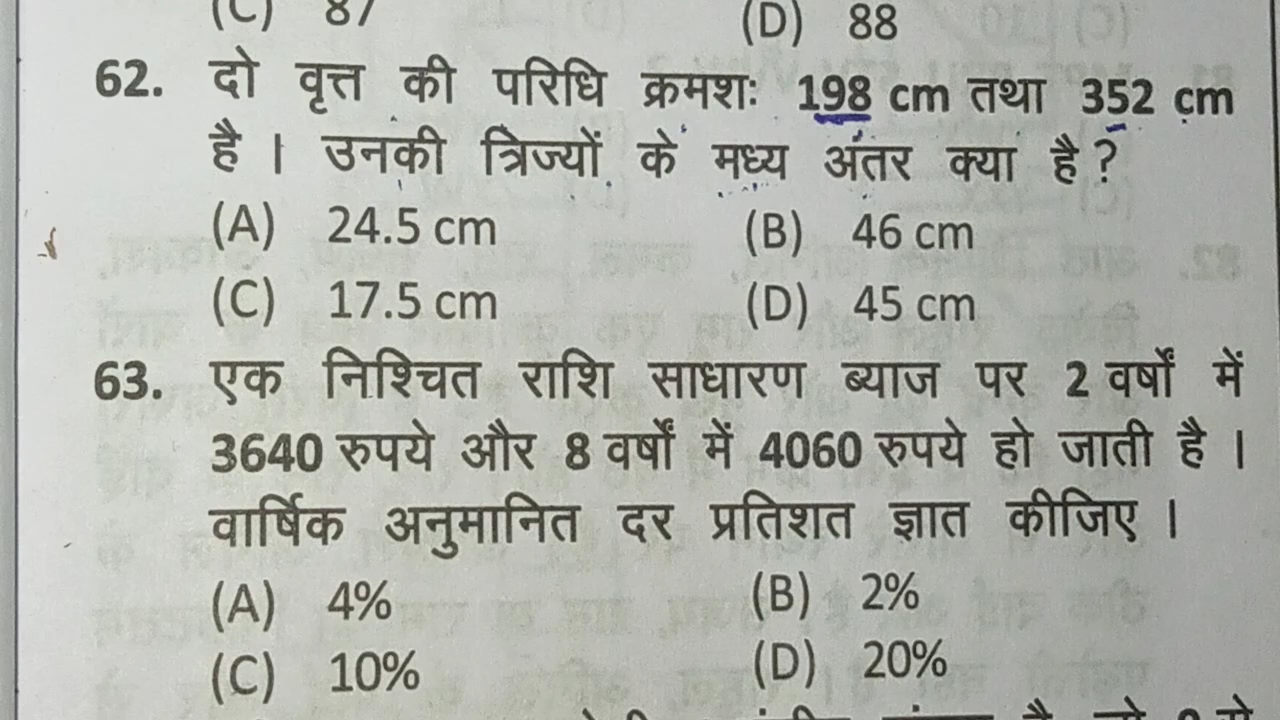 (C) 87 (D) 88
62. दो वृत्त की परिधि क्रमशः 198 cm तथा 352 cm
है । उनकी त्रिज्यों के मध्य अंतर क्या है ?
(A) 24.5 cm (B) 46 cm
(C) 17.5 cm (D) 45 cm
63. एक निश्चित राशि साधारण ब्याज पर 2 वर्षों में
3640 रुपये और 8 वर्षों में 4060 रुपये हो जाती है ।
वार्षिक अनुमानित दर प्रतिशत ज्ञात कीजिए ।
(A) 4% (B) 2%
(C) 10% (D) 20%